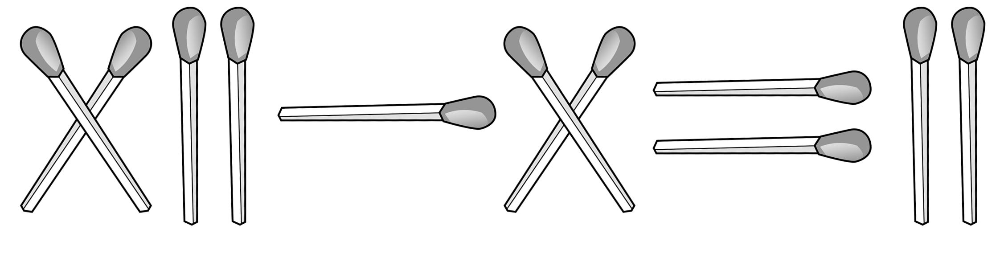 XII - X = II